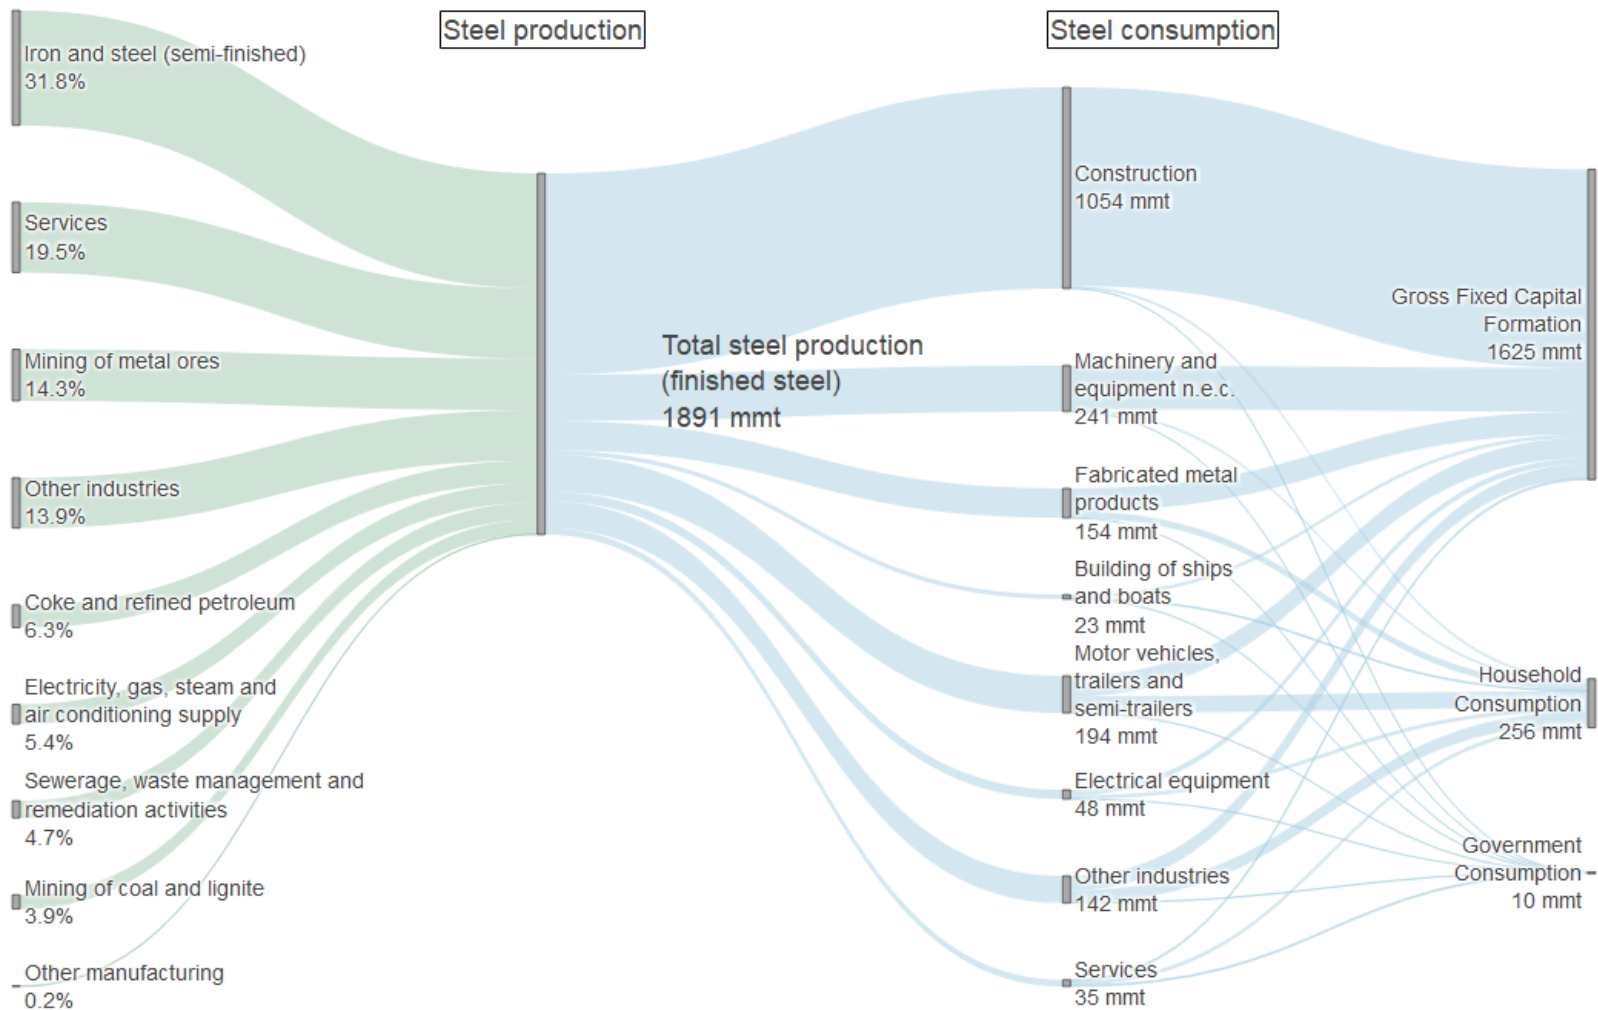 Steel production
Steel consumption
Iron and steel (semi-finished)
31.8%
Services
19.5%
Mining of metal ores
14.3%
Other industries
13.9%
Coke and refined petroleum
6.3%
Electricity, gas, steam and
air conditioning supply
5.4%
Sewerage, waste management and
remediation activities
4.7%
Mining of coal and lignite
3.9%
Other manufacturing
0.2%
Total steel production
(finished steel)
1891 mmt
Construction
1054 mmt
Machinery and
equipment n.e.c.
241 mmt
Fabricated metal
products
154 mmt
Building of ships
and boats
23 mmt
Motor vehicles,
trailers and
semi-trailers
194 mmt
Electrical equipment
48 mmt
Other industries
142 mmt
Services
35 mmt
Gross Fixed Capital
Formation
1625 mmt
Household
Consumption
256 mmt
Government
Consumption
10 mmt